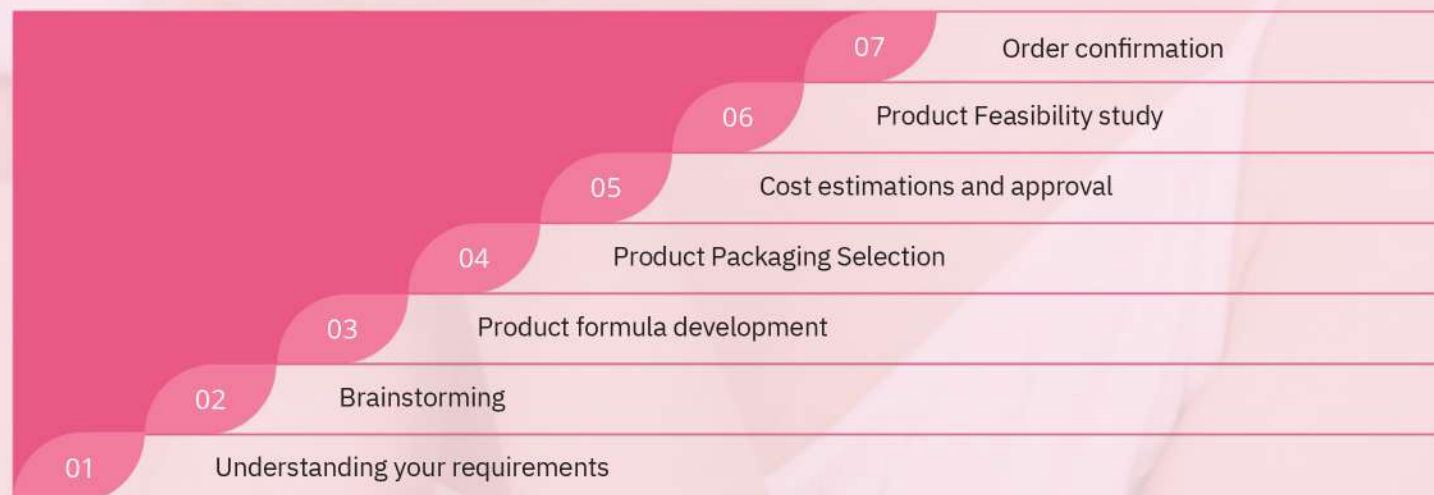 07 Order confirmation
06 Product Feasibility study
05 Cost estimations and approval
04 Product Packaging Selection
03 Product formula development
02 Brainstorming
01 Understanding your requirements